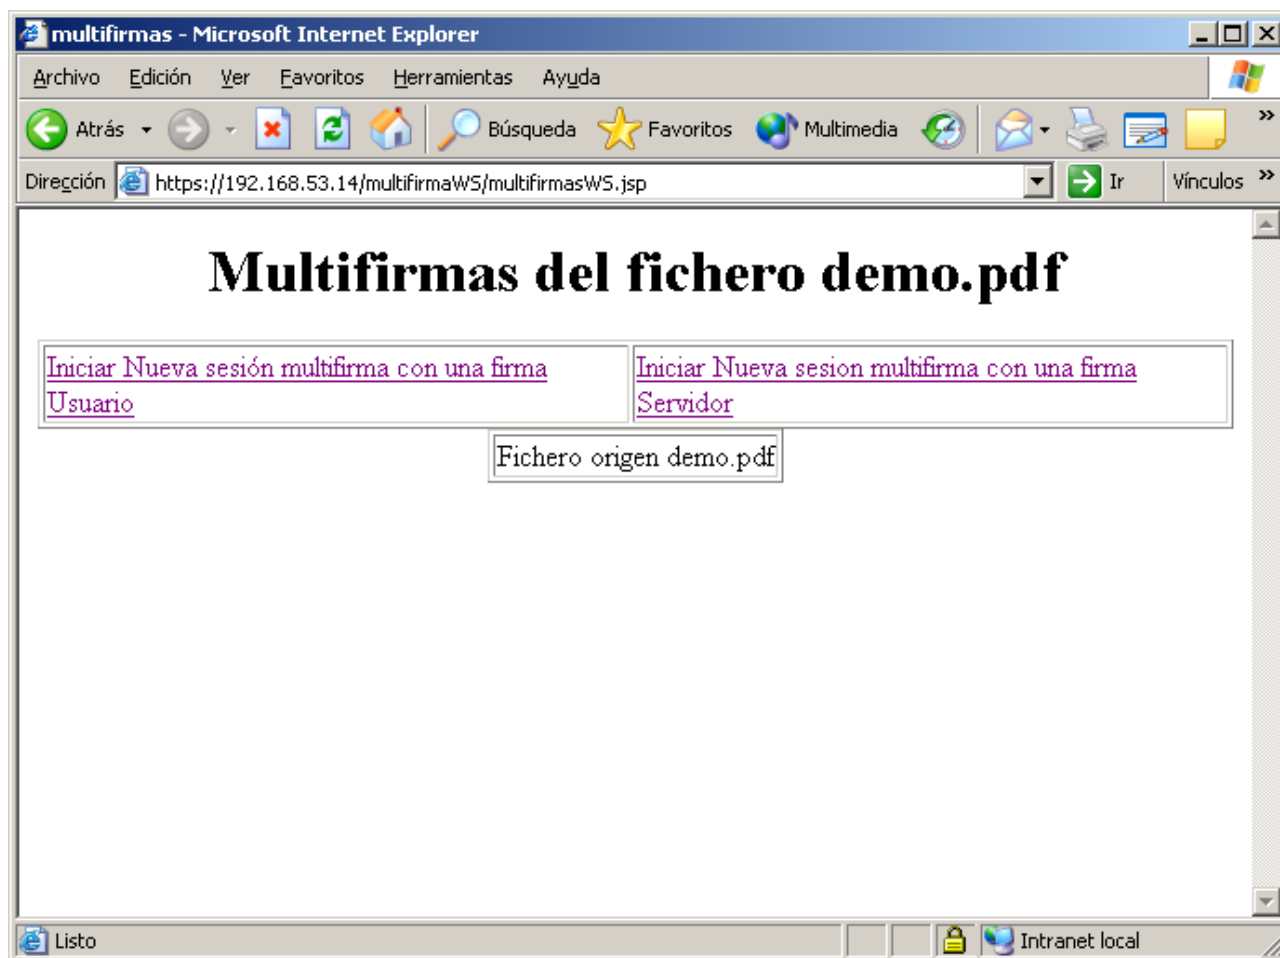 multifirmas - Microsoft Internet Explorer
Archivo Edición Ver Favoritos Herramientas Ayuda
Atrás Búsqueda Favoritos Multimedia »
Dirección https://192.168.53.14/multifirmaWS/multifirmasWS.jsp Ir Vínculos »
Multifirmas del fichero demo.pdf
Iniciar Nueva sesión multifirma con una firma
Usuario
Iniciar Nueva sesion multifirma con una firma
Servidor
Fichero origen demo.pdf
Listo Intranet local